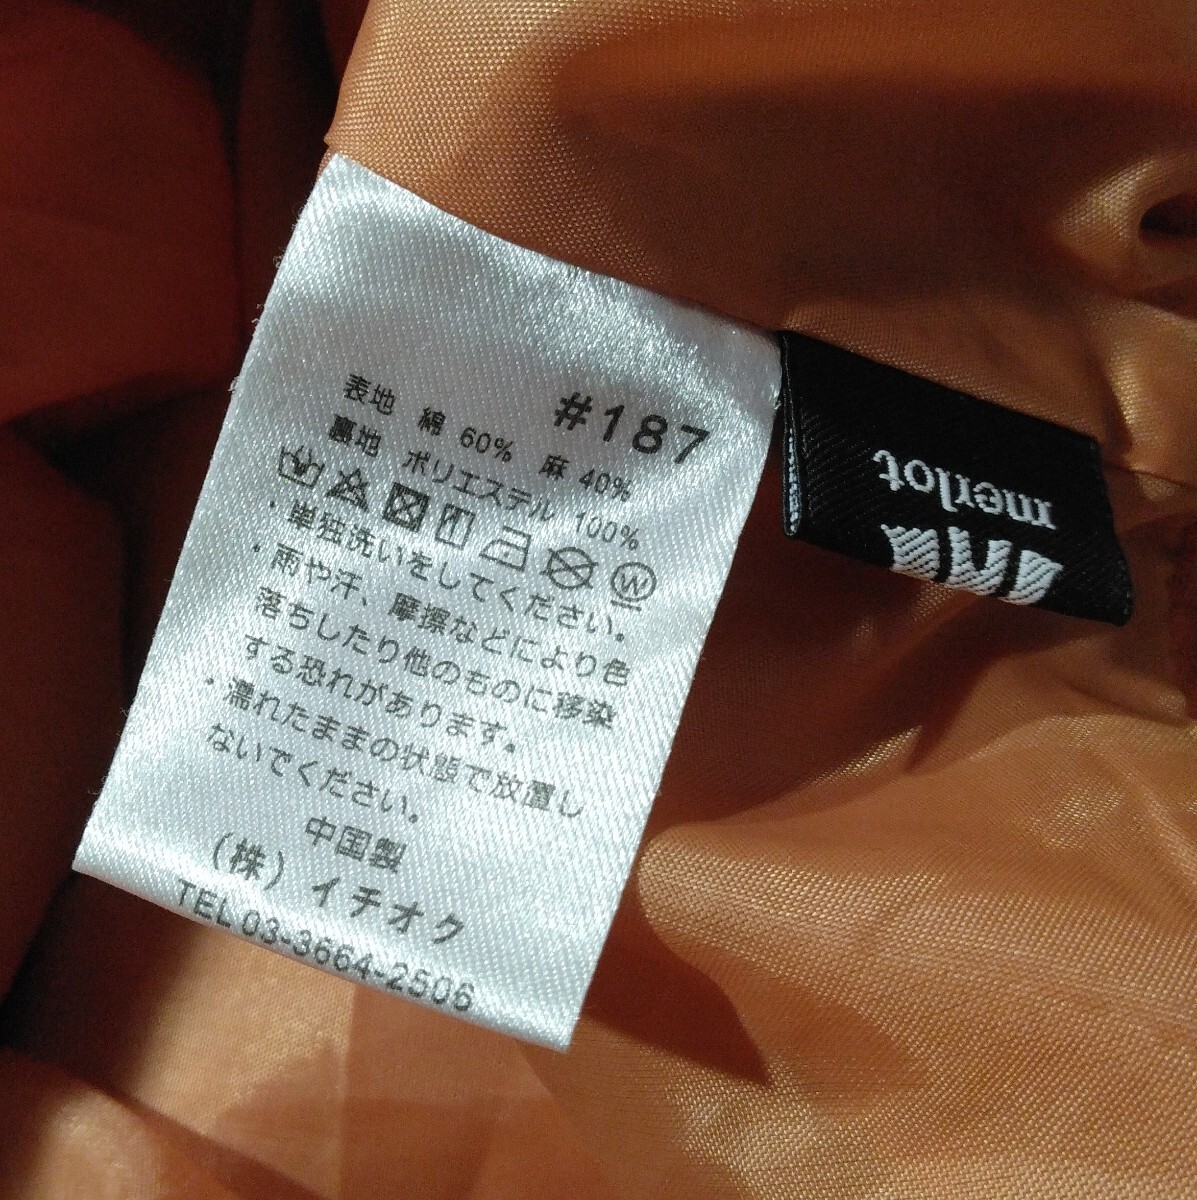 #187
表地 綿 60% 麻 40%
裏地 ポリエステル 100%
W
・単独洗いをしてください。
・雨や汗、摩擦などにより色
落ちしたり他のものに移染
する恐れがあります。
・濡れたままの状態で放置し
ないでください。
中国製
(株) イチオク
TEL 03-3664-2506
merlot